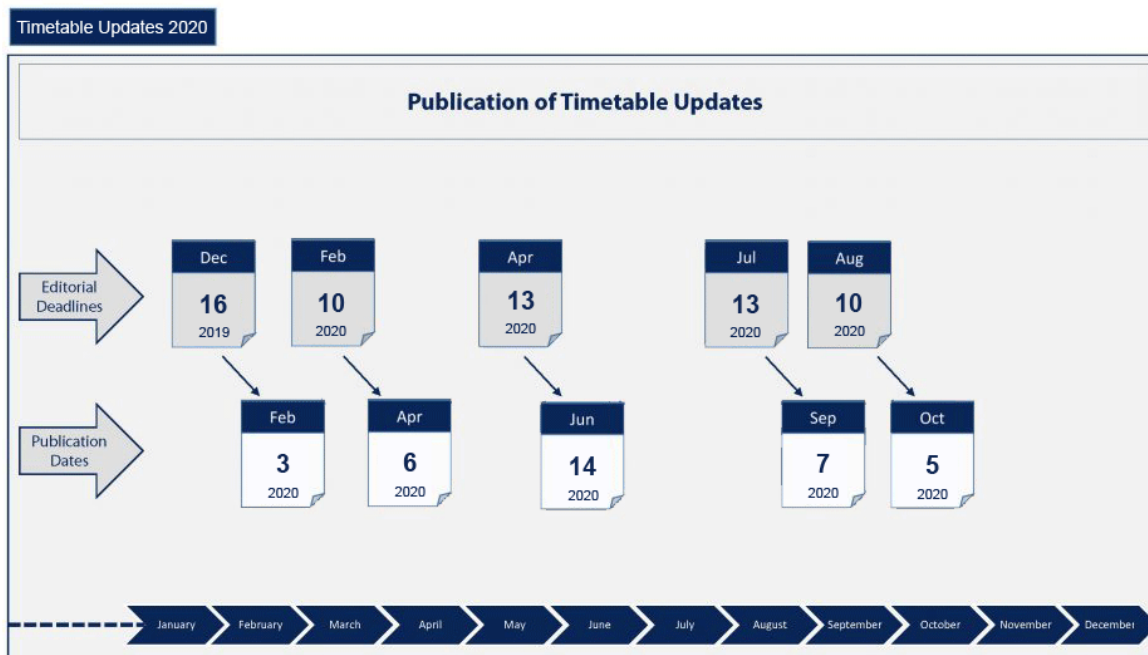 Timetable Updates 2020
Publication of Timetable Updates
Editorial
Deadlines
Dec
16
2019
Feb
10
2020
Apr
13
2020
Jul
13
2020
Aug
10
2020
Publication
Dates
Feb
3
2020
Apr
6
2020
Jun
14
2020
Sep
7
2020
Oct
5
2020
January February March April May June July August September October November December